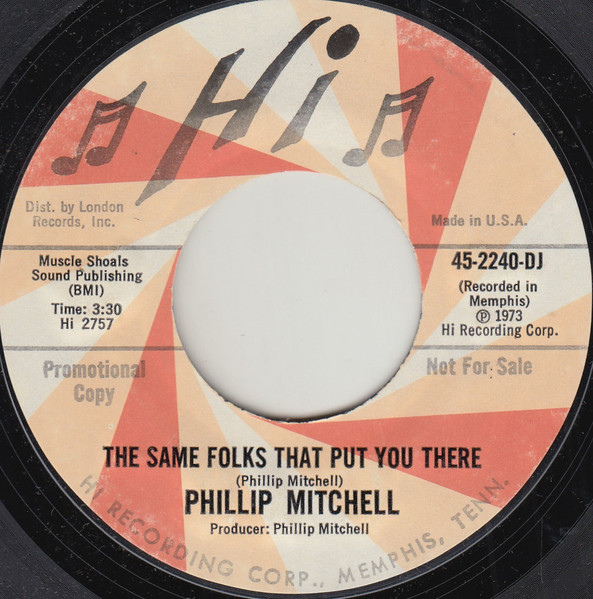 Hi
Dist. by London
Records, Inc.
Made in U.S.A.
Muscle Shoals
Sound Publishing
(BMI)
Time: 3:30
Hi 2757
45-2240-DJ
(Recorded in
Memphis)
Ⓟ 1973
Hi Recording Corp.
Promotional
Copy
Not For Sale
THE SAME FOLKS THAT PUT YOU THERE
(Phillip Mitchell)
PHILLIP MITCHELL
Producer: Phillip Mitchell
HI RECORDING CORP., MEMPHIS, TENN.